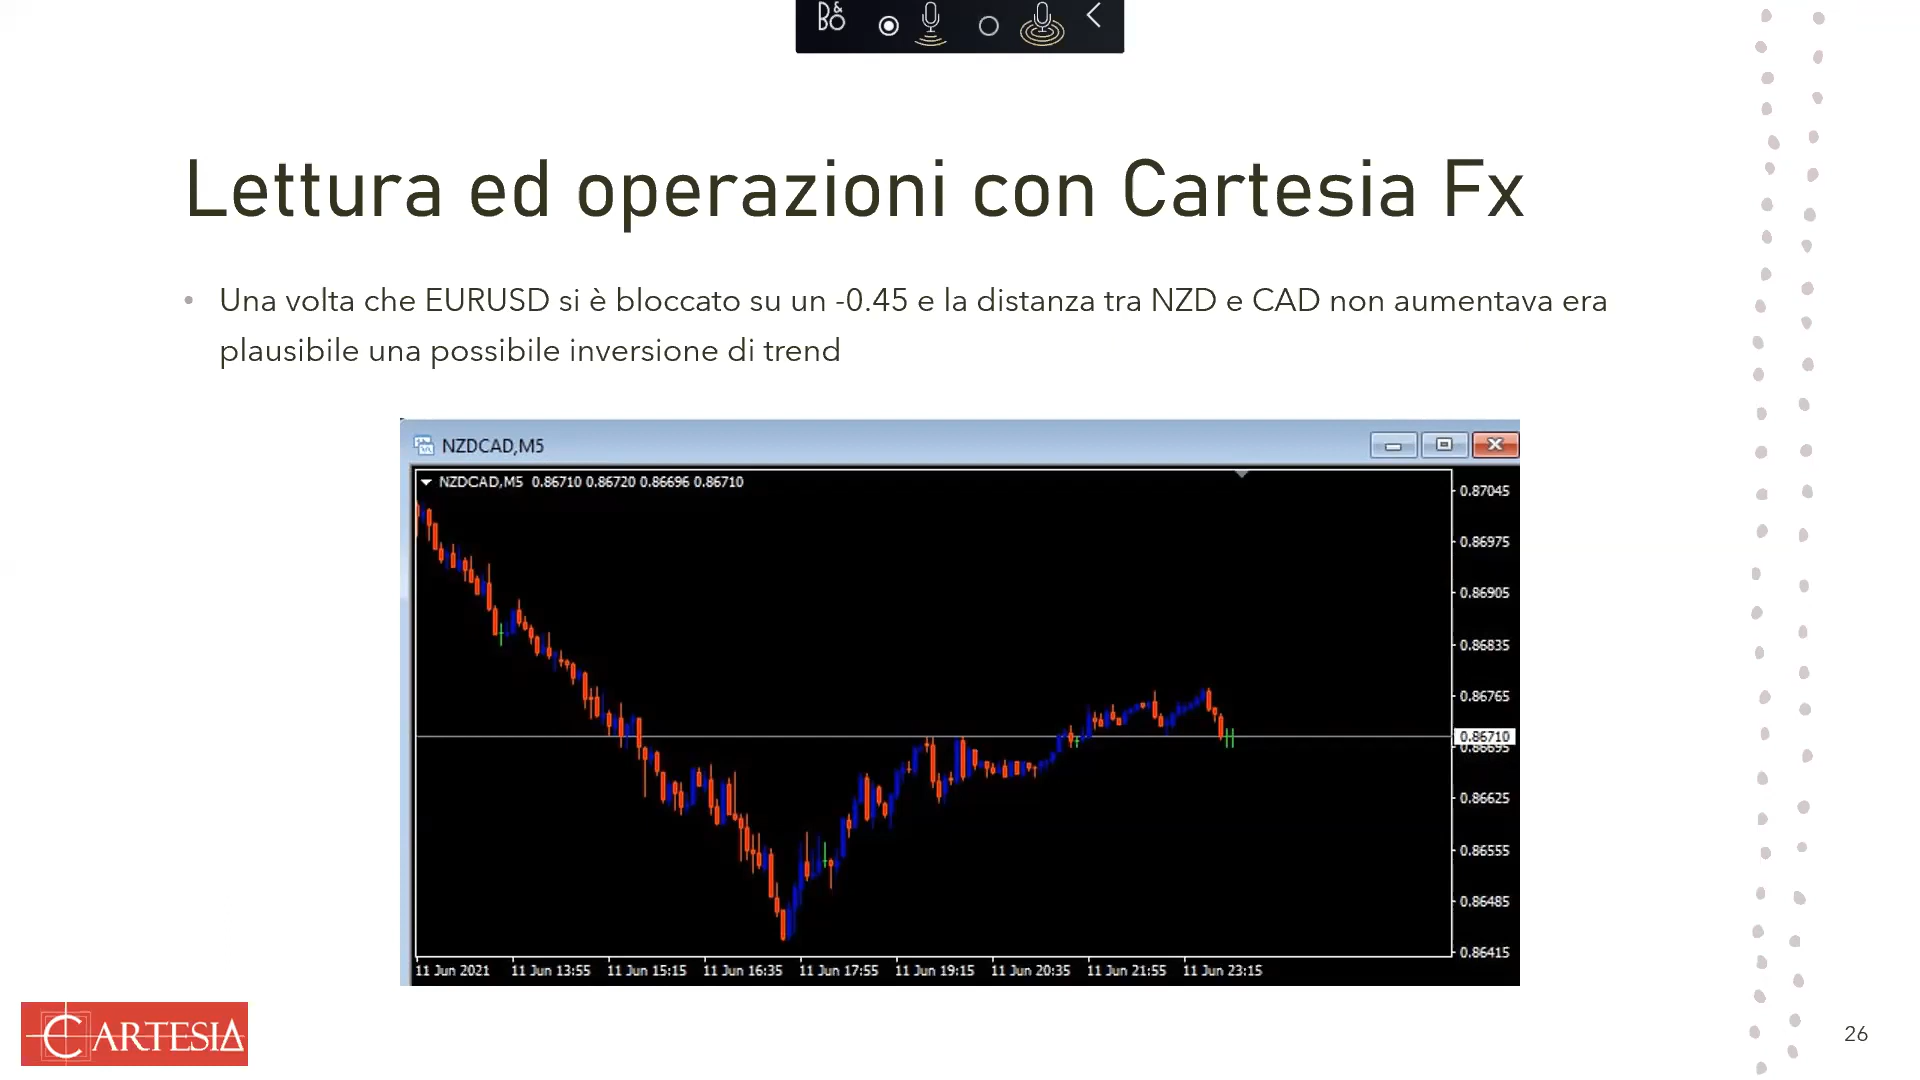 B&O
Lettura ed operazioni con Cartesia Fx
• Una volta che EURUSD si è bloccato su un -0.45 e la distanza tra NZD e CAD non aumentava era
plausibile una possibile inversione di trend
NZDCAD,M5
NZDCAD,M5 0.86710 0.86720 0.86696 0.86710
0.87045
0.86975
0.86905
0.86835
0.86765
0.86710
0.86695
0.86625
0.86555
0.86485
0.86415
11 Jun 2021 11 Jun 13:55 11 Jun 15:15 11 Jun 16:35 11 Jun 17:55 11 Jun 19:15 11 Jun 20:35 11 Jun 21:55 11 Jun 23:15
CARTESIA
26